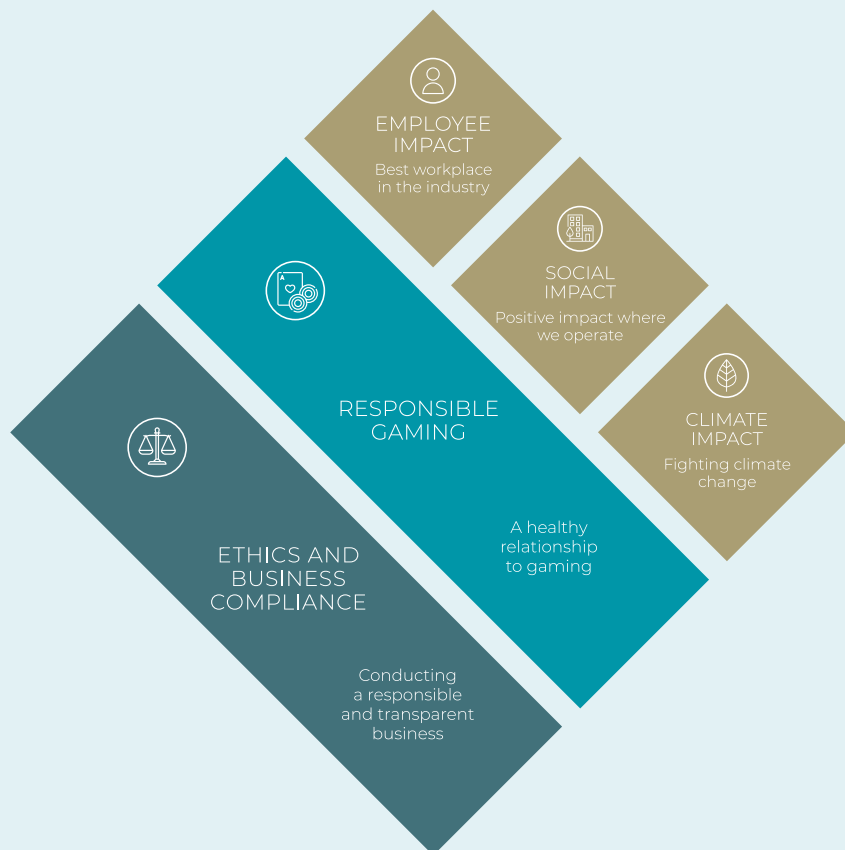 EMPLOYEE
IMPACT
Best workplace
in the industry
SOCIAL
IMPACT
Positive impact where
we operate
CLIMATE
IMPACT
Fighting climate
change
A
RESPONSIBLE
GAMING
A healthy
relationship
to gaming
ETHICS AND
BUSINESS
COMPLIANCE
Conducting
a responsible
and transparent
business